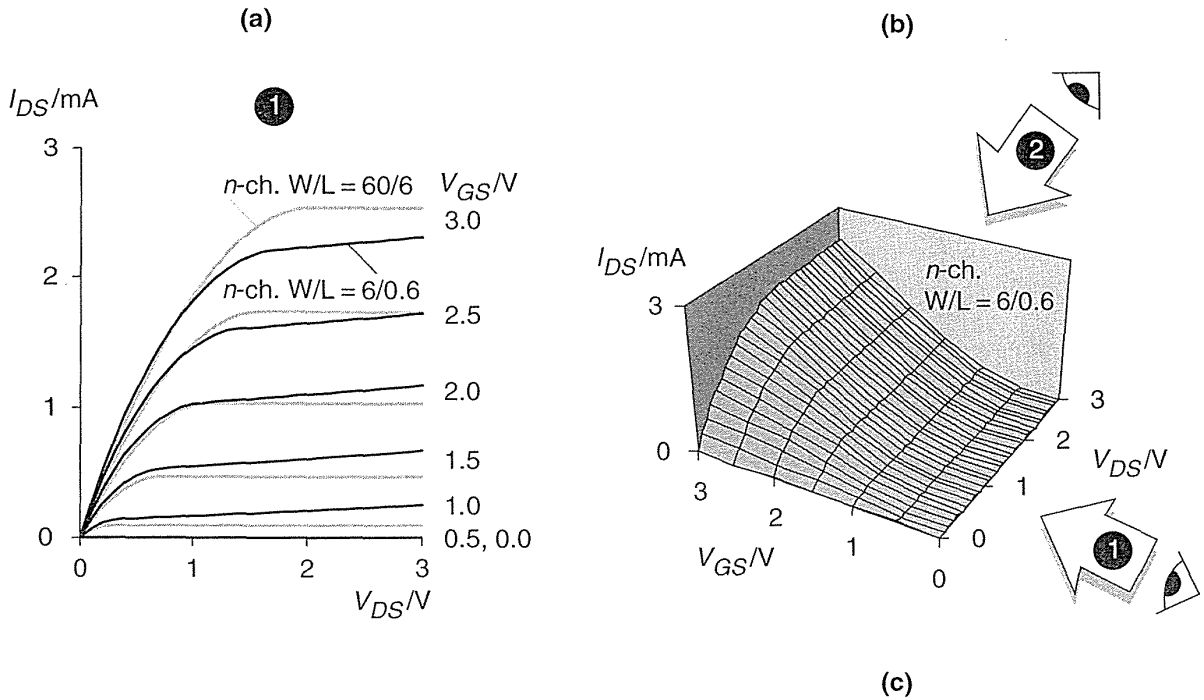 (a)
(b)
I_DS/mA
1
3
2
1
0
n-ch. W/L = 60/6
n-ch. W/L = 6/0.6
V_GS/V
3.0
2.5
2.0
1.5
1.0
0.5, 0.0
0 1 2 3
V_DS/V
2
I_DS/mA
3
0
n-ch.
W/L = 6/0.6
3
2
1
0
V_GS/V
3
2
1
0
V_DS/V
1
(c)